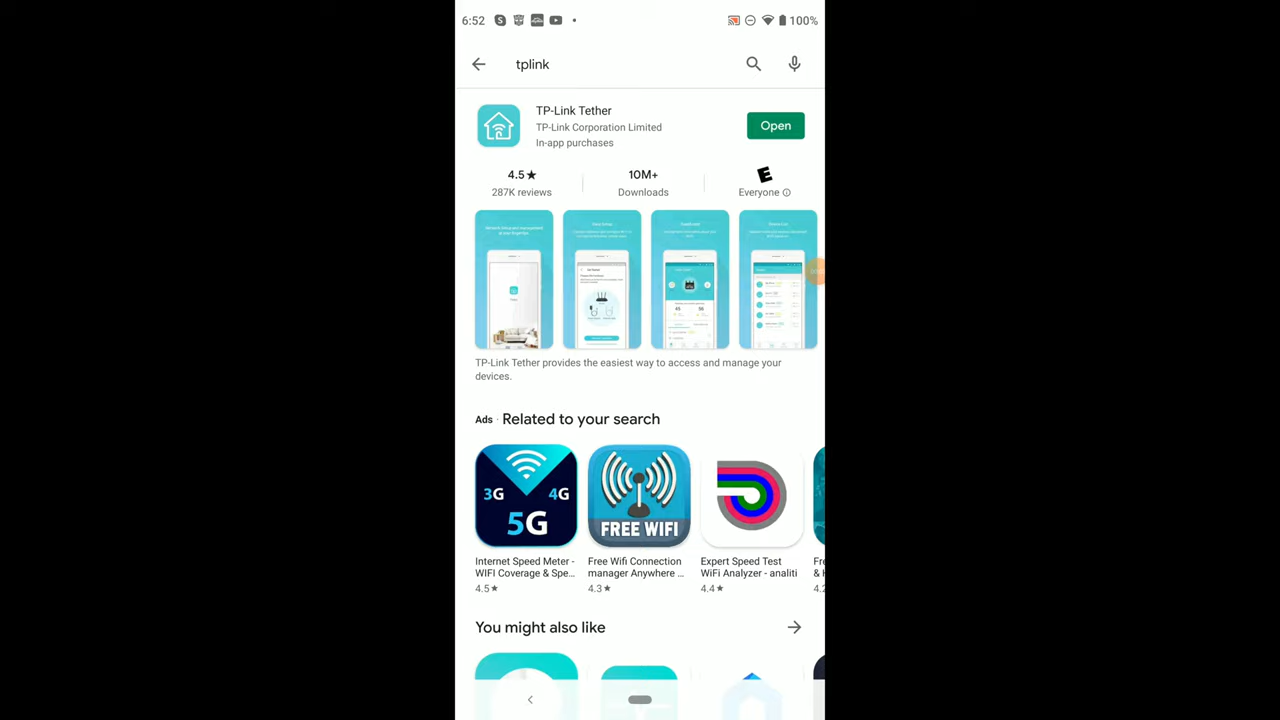 6:52
100%
tplink
TP-Link Tether
TP-Link Corporation Limited
In-app purchases
Open
4.5★
287K reviews
10M+
Downloads
E
Everyone
TP-Link Tether provides the easiest way to access and manage your
devices.
Ads · Related to your search
3G
4G
5G
FREE WIFI
Internet Speed Meter -
WIFI Coverage & Spe...
4.5★
Free Wifi Connection
manager Anywhere ...
4.3★
Expert Speed Test
WiFi Analyzer - analiti
4.4★
Fr
& 
4.2
You might also like